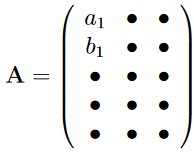 A = ( a₁ • •
b₁ • •
• • •
• • •
• • • )